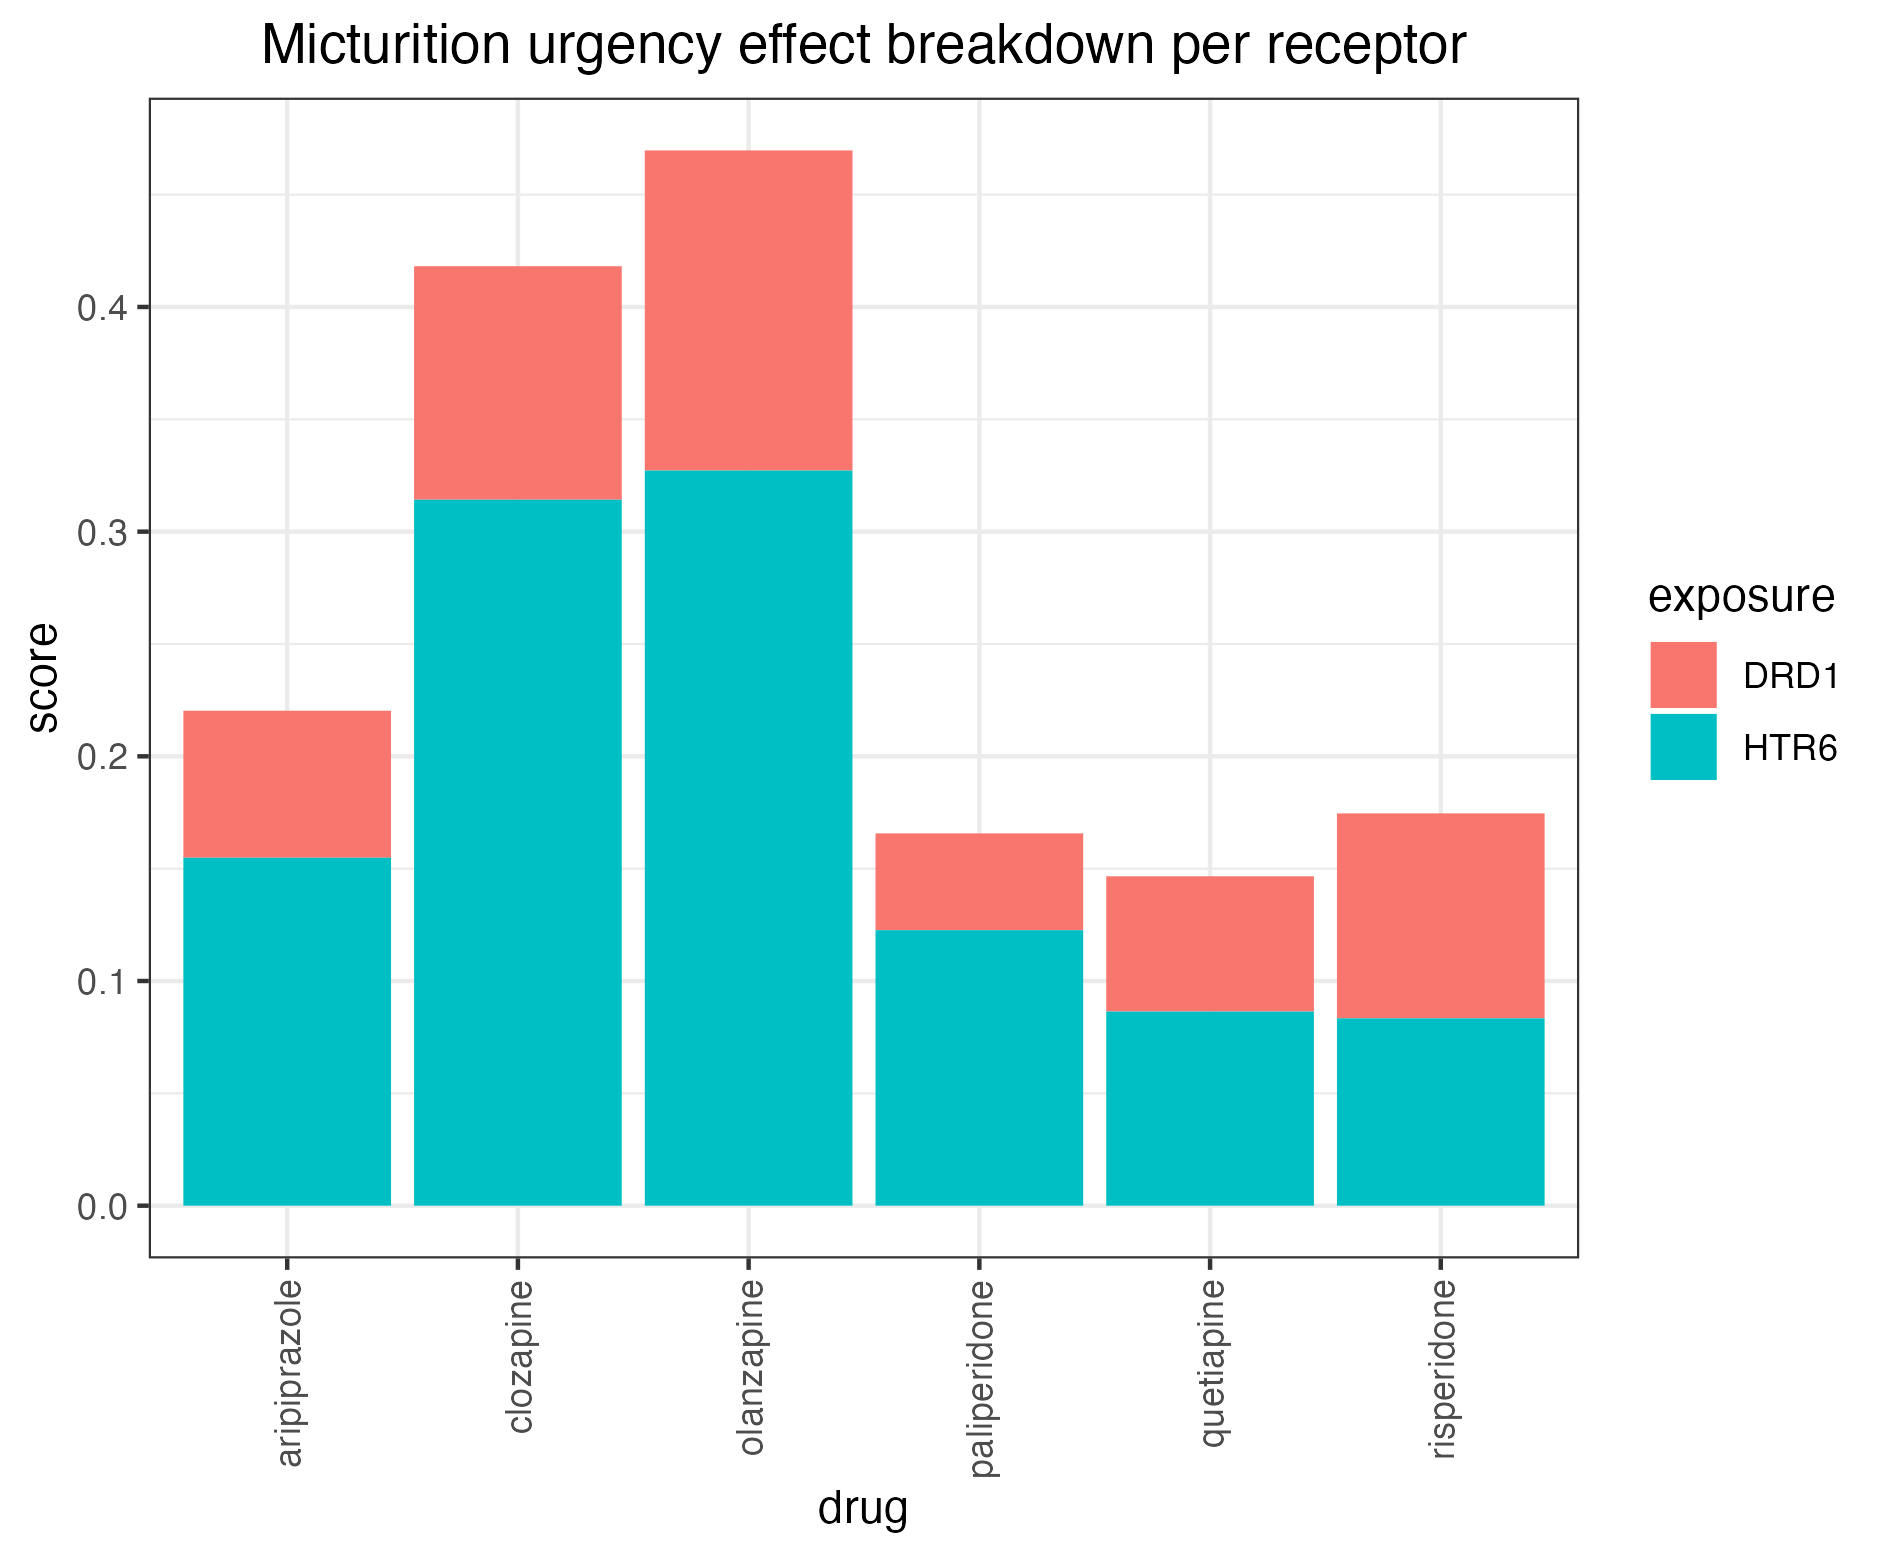 Micturition urgency effect breakdown per receptor
score
0.4
0.3
0.2
0.1
0.0
aripiprazole
clozapine
olanzapine
paliperidone
quetiapine
risperidone
drug
exposure
DRD1
HTR6